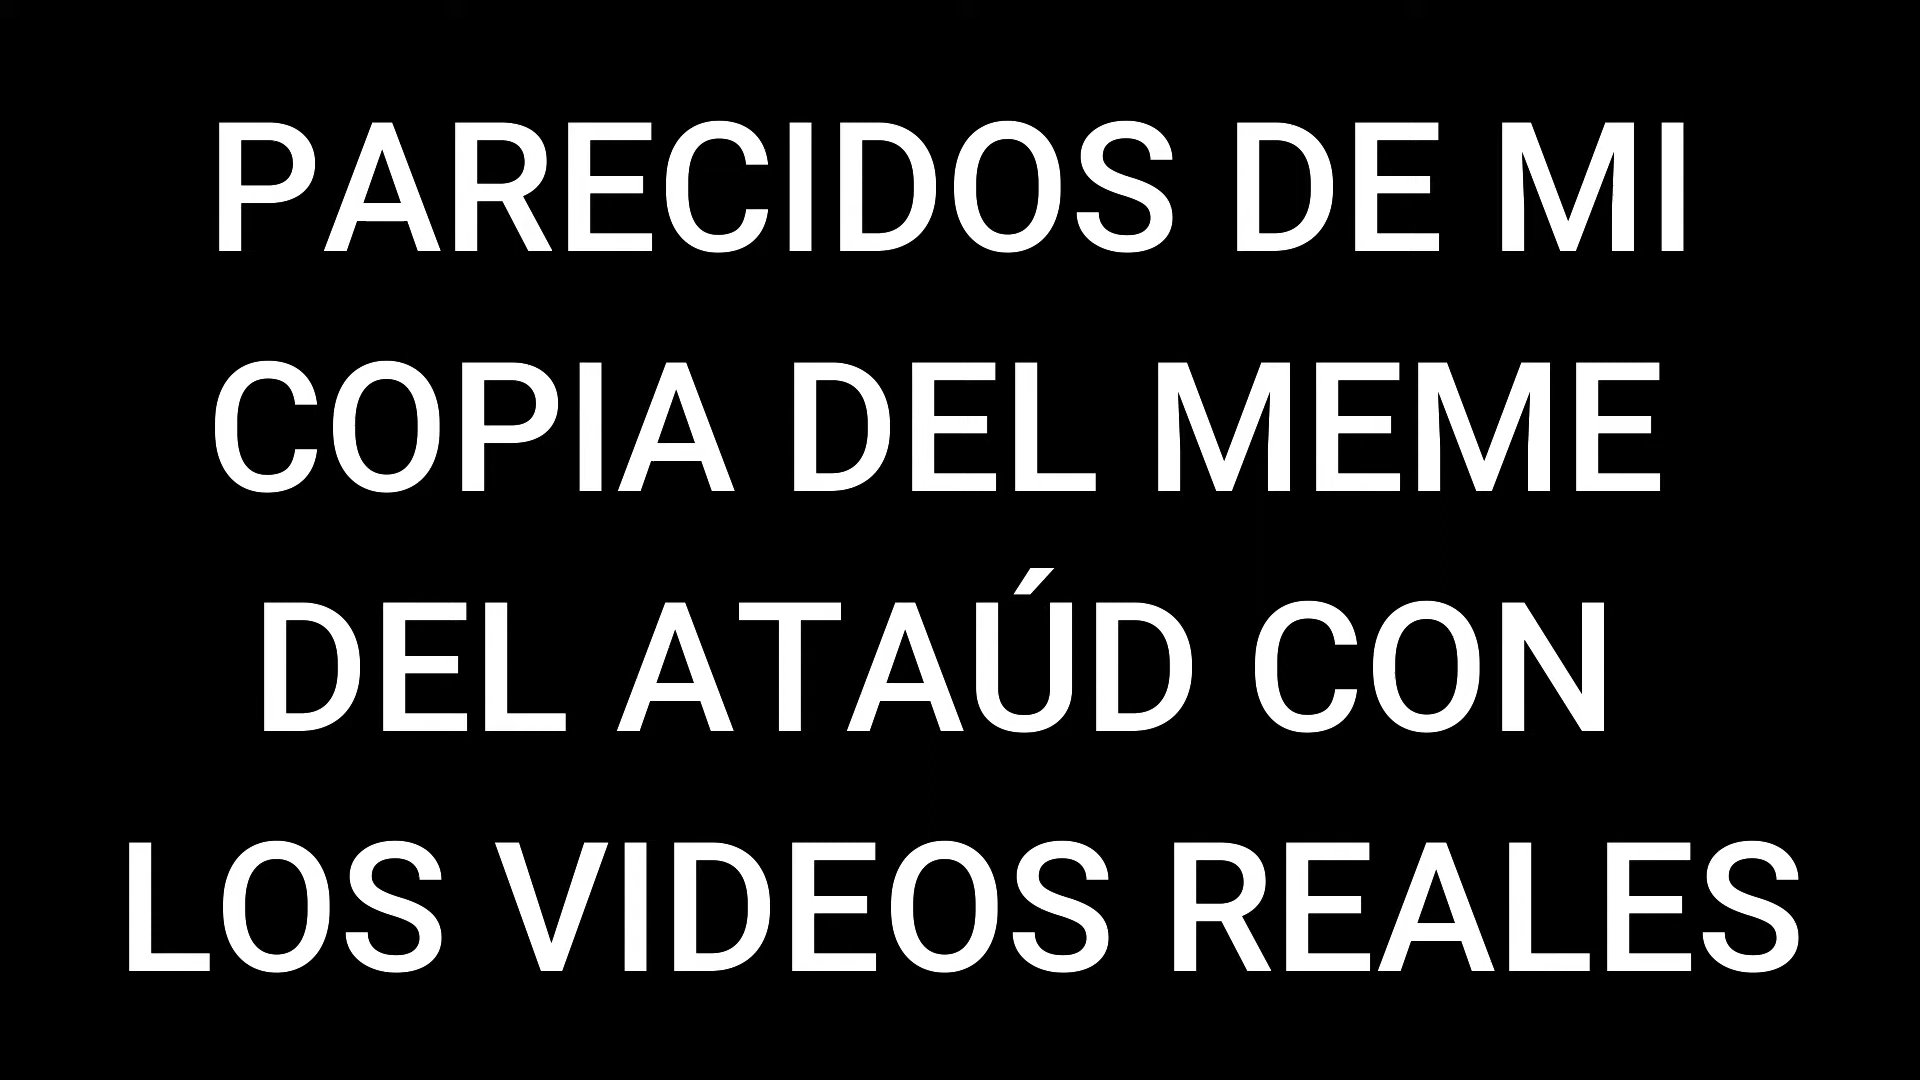 PARECIDOS DE MI
COPIA DEL MEME
DEL ATAÚD CON
LOS VIDEOS REALES